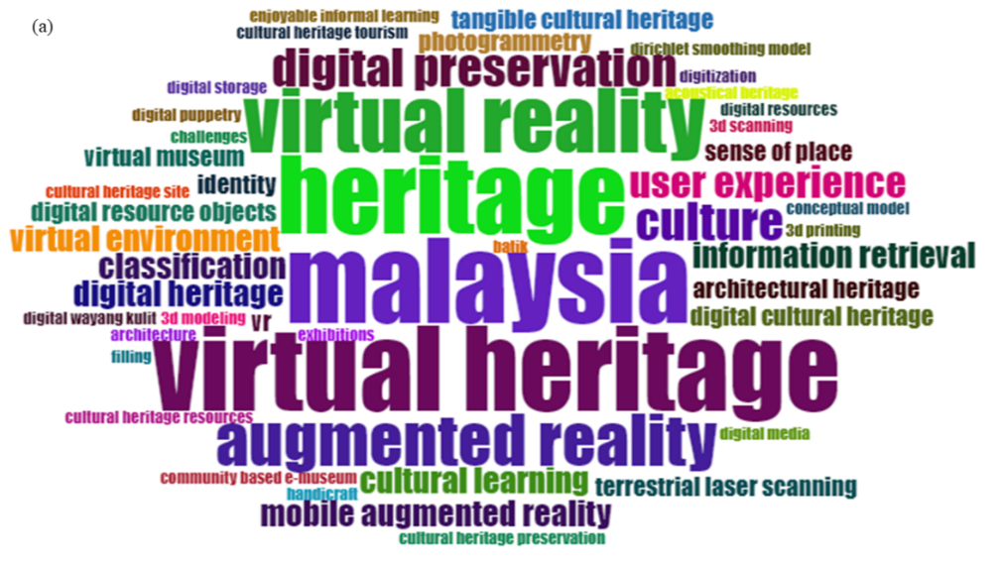 (a)
enjoyable informal learning
tangible cultural heritage
cultural heritage tourism
photogrammetry
dirichlet smoothing model
digital preservation
digitization
digital storage
acoustical heritage
virtual reality
digital puppetry
digital resources
challenges
3d scanning
virtual museum
sense of place
heritage
cultural heritage site
identity
user experience
digital resource objects
culture
conceptual model
virtual environment
3d printing
batik
classification
malaysia
information retrieval
digital heritage
architectural heritage
digital wayang kulit
3d modeling
vr
digital cultural heritage
architecture
exhibitions
filling
virtual heritage
cultural heritage resources
augmented reality
digital media
community based e-museum
cultural learning
terrestrial laser scanning
handicraft
mobile augmented reality
cultural heritage preservation